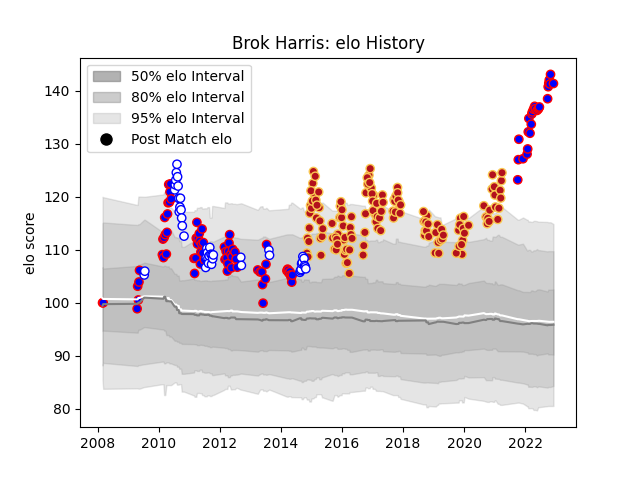 Brok Harris: elo History
50% elo Interval
80% elo Interval
95% elo Interval
Post Match elo
elo score
140
130
120
110
100
90
80
2008 2010 2012 2014 2016 2018 2020 2022